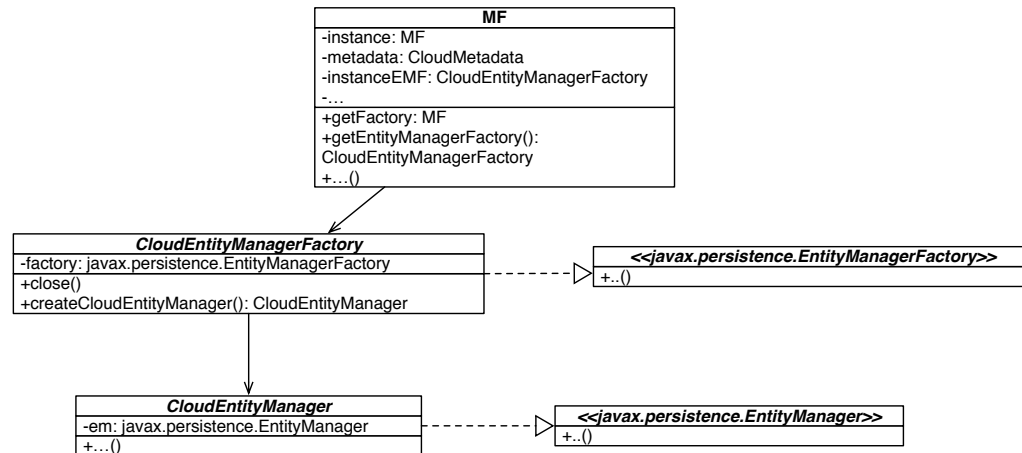 MF
-instance: MF
-metadata: CloudMetadata
-instanceEMF: CloudEntityManagerFactory
-…
+getFactory: MF
+getEntityManagerFactory():
CloudEntityManagerFactory
+…()
CloudEntityManagerFactory
-factory: javax.persistence.EntityManagerFactory
+close()
+createCloudEntityManager(): CloudEntityManager
<<javax.persistence.EntityManagerFactory>>
+..()
CloudEntityManager
-em: javax.persistence.EntityManager
+…()
<<javax.persistence.EntityManager>>
+..()